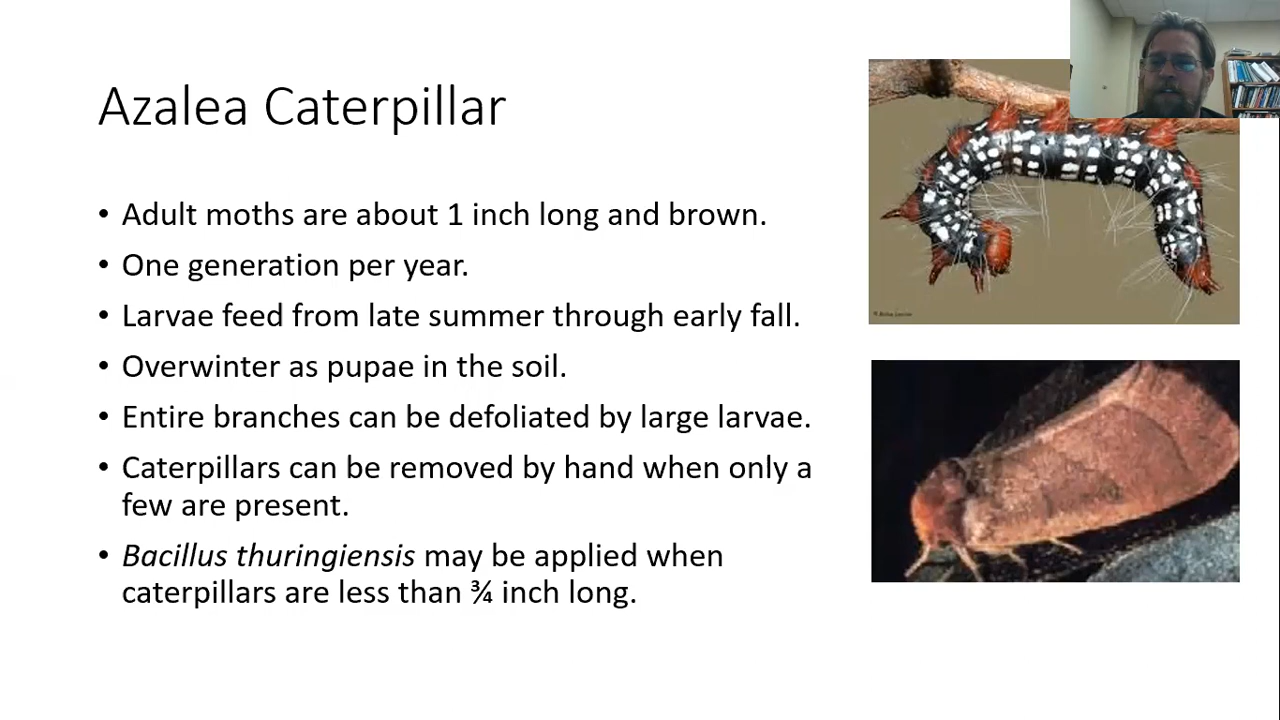 Azalea Caterpillar
• Adult moths are about 1 inch long and brown.
• One generation per year.
• Larvae feed from late summer through early fall.
• Overwinter as pupae in the soil.
• Entire branches can be defoliated by large larvae.
• Caterpillars can be removed by hand when only a
few are present.
• Bacillus thuringiensis may be applied when
caterpillars are less than ¾ inch long.